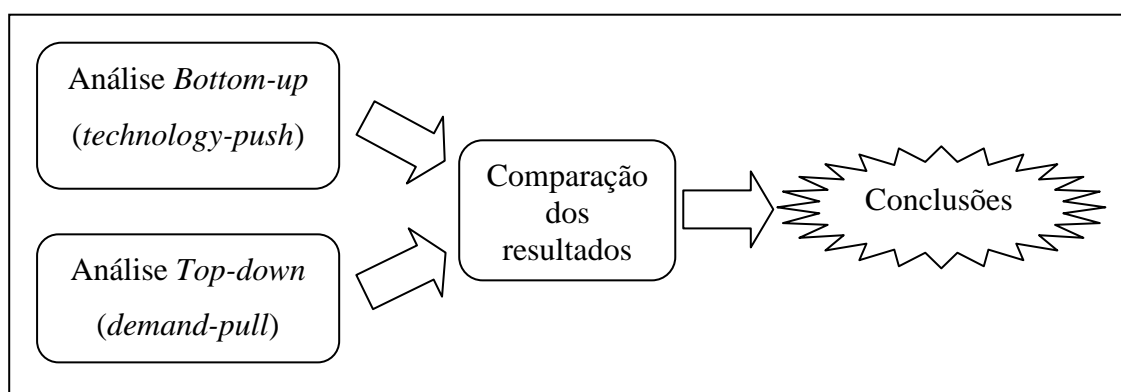 Análise Bottom-up
(technology-push)
Análise Top-down
(demand-pull)
Comparação
dos
resultados
Conclusões